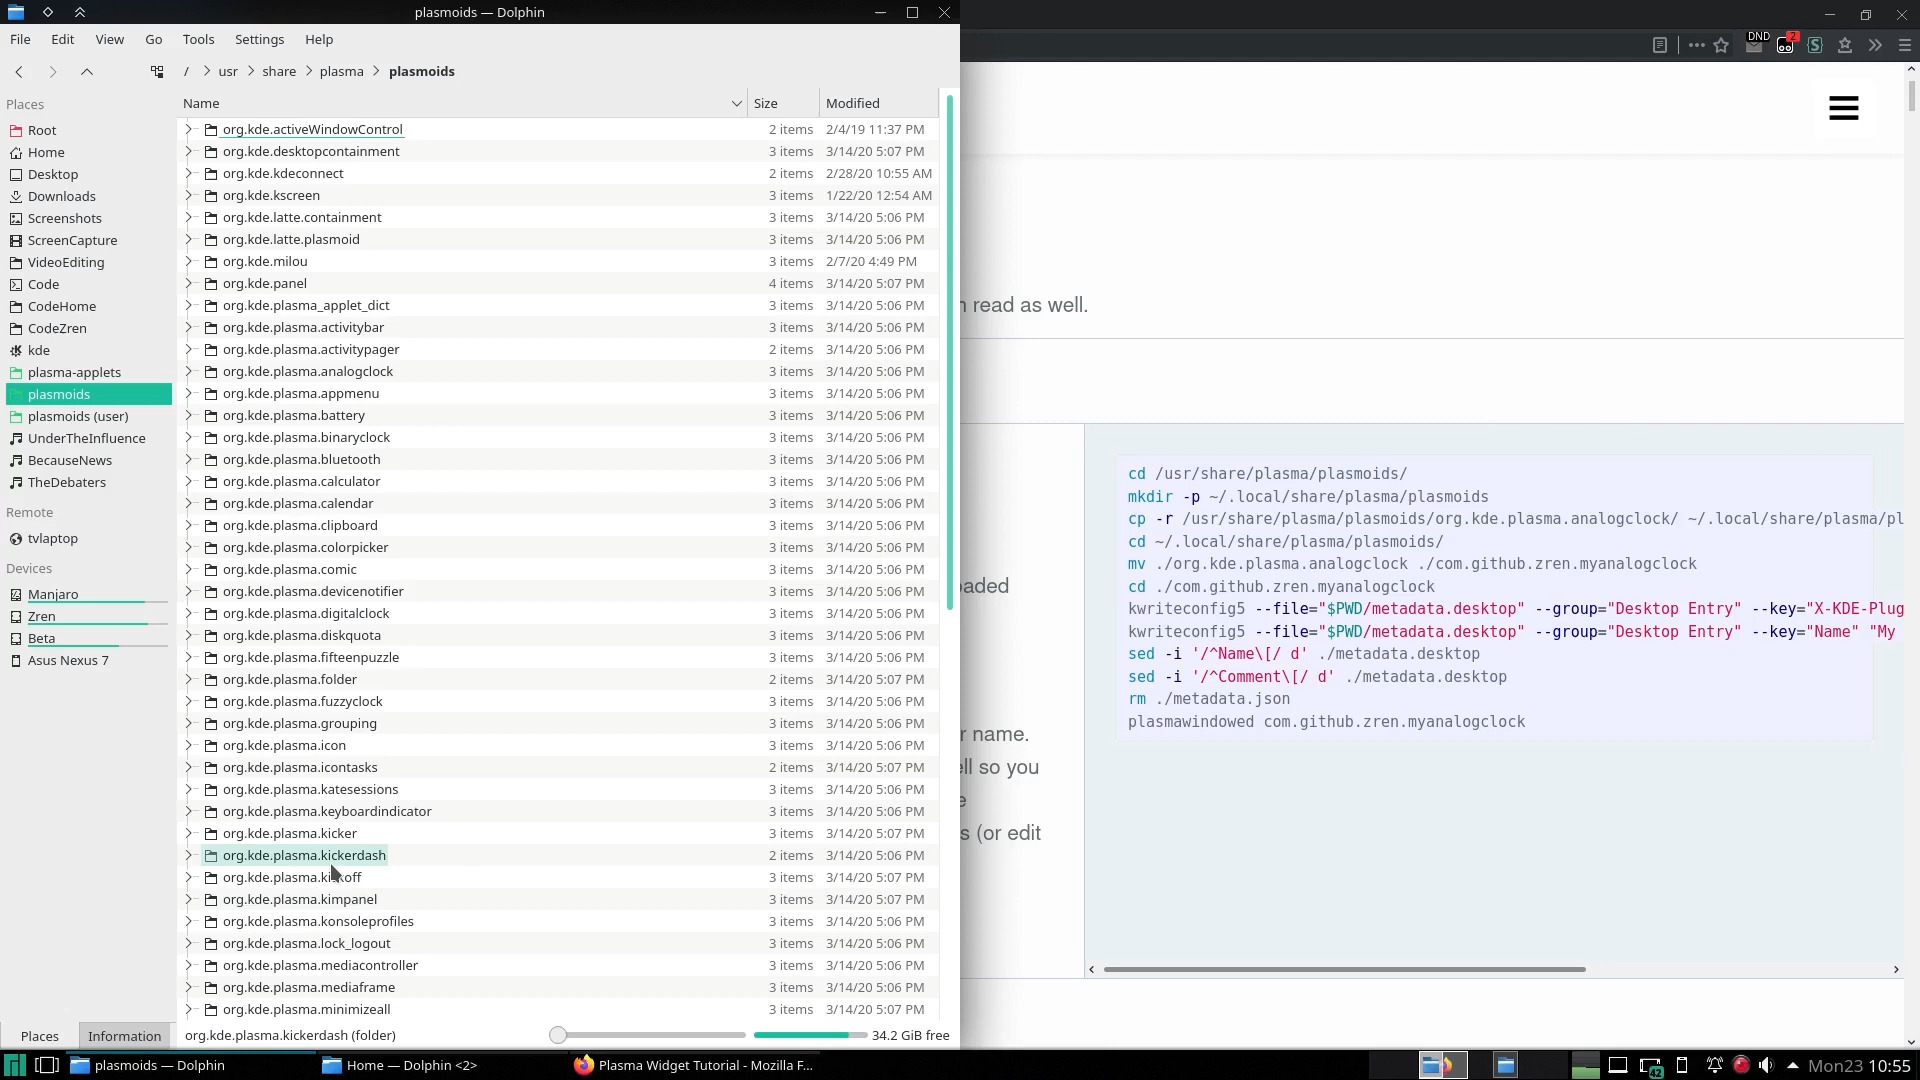 plasmoids — Dolphin
File Edit View Go Tools Settings Help
/ > usr > share > plasma > plasmoids
DND
2
Places
Root
Home
Desktop
Downloads
Screenshots
ScreenCapture
VideoEditing
Code
CodeHome
CodeZren
kde
plasma-applets
plasmoids
plasmoids (user)
UnderTheInfluence
BecauseNews
TheDebaters
Remote
tvlaptop
Devices
Manjaro
Zren
Beta
Asus Nexus 7
Places Information
Name Size Modified
org.kde.activeWindowControl 2 items 2/4/19 11:37 PM
org.kde.desktopcontainment 3 items 3/14/20 5:07 PM
org.kde.kdeconnect 2 items 2/28/20 10:55 AM
org.kde.kscreen 3 items 1/22/20 12:54 AM
org.kde.latte.containment 3 items 3/14/20 5:06 PM
org.kde.latte.plasmoid 3 items 3/14/20 5:06 PM
org.kde.milou 3 items 2/7/20 4:49 PM
org.kde.panel 4 items 3/14/20 5:07 PM
org.kde.plasma_applet_dict 3 items 3/14/20 5:06 PM
org.kde.plasma.activitybar 3 items 3/14/20 5:06 PM
org.kde.plasma.activitypager 2 items 3/14/20 5:06 PM
org.kde.plasma.analogclock 3 items 3/14/20 5:06 PM
org.kde.plasma.appmenu 3 items 3/14/20 5:06 PM
org.kde.plasma.battery 3 items 3/14/20 5:06 PM
org.kde.plasma.binaryclock 3 items 3/14/20 5:06 PM
org.kde.plasma.bluetooth 3 items 3/14/20 5:06 PM
org.kde.plasma.calculator 3 items 3/14/20 5:06 PM
org.kde.plasma.calendar 3 items 3/14/20 5:06 PM
org.kde.plasma.clipboard 3 items 3/14/20 5:06 PM
org.kde.plasma.colorpicker 3 items 3/14/20 5:06 PM
org.kde.plasma.comic 3 items 3/14/20 5:06 PM
org.kde.plasma.devicenotifier 3 items 3/14/20 5:06 PM
org.kde.plasma.digitalclock 3 items 3/14/20 5:06 PM
org.kde.plasma.diskquota 3 items 3/14/20 5:06 PM
org.kde.plasma.fifteenpuzzle 3 items 3/14/20 5:06 PM
org.kde.plasma.folder 2 items 3/14/20 5:07 PM
org.kde.plasma.fuzzyclock 3 items 3/14/20 5:06 PM
org.kde.plasma.grouping 3 items 3/14/20 5:06 PM
org.kde.plasma.icon 3 items 3/14/20 5:06 PM
org.kde.plasma.icontasks 2 items 3/14/20 5:07 PM
org.kde.plasma.katesessions 3 items 3/14/20 5:06 PM
org.kde.plasma.keyboardindicator 3 items 3/14/20 5:06 PM
org.kde.plasma.kicker 3 items 3/14/20 5:07 PM
org.kde.plasma.kickerdash 2 items 3/14/20 5:06 PM
org.kde.plasma.kickoff 3 items 3/14/20 5:07 PM
org.kde.plasma.kimpanel 3 items 3/14/20 5:07 PM
org.kde.plasma.konsoleprofiles 3 items 3/14/20 5:06 PM
org.kde.plasma.lock_logout 3 items 3/14/20 5:06 PM
org.kde.plasma.mediacontroller 3 items 3/14/20 5:06 PM
org.kde.plasma.mediaframe 3 items 3/14/20 5:06 PM
org.kde.plasma.minimizeall 3 items 3/14/20 5:07 PM
org.kde.plasma.kickerdash (folder) 34.2 GiB free
read as well.
aded
r name.
ell so you
e
s (or edit
cd /usr/share/plasma/plasmoids/
mkdir -p ~/.local/share/plasma/plasmoids
cp -r /usr/share/plasma/plasmoids/org.kde.plasma.analogclock/ ~/.local/share/plasma/pl
cd ~/.local/share/plasma/plasmoids/
mv ./org.kde.plasma.analogclock ./com.github.zren.myanalogclock
cd ./com.github.zren.myanalogclock
kwriteconfig5 --file="$PWD/metadata.desktop" --group="Desktop Entry" --key="X-KDE-Plug
kwriteconfig5 --file="$PWD/metadata.desktop" --group="Desktop Entry" --key="Name" "My
sed -i '/^Name\[/ d' ./metadata.desktop
sed -i '/^Comment\[/ d' ./metadata.desktop
rm ./metadata.json
plasmawindowed com.github.zren.myanalogclock
plasmoids — Dolphin Home — Dolphin <2> Plasma Widget Tutorial - Mozilla F... 42 Mon23 10:55